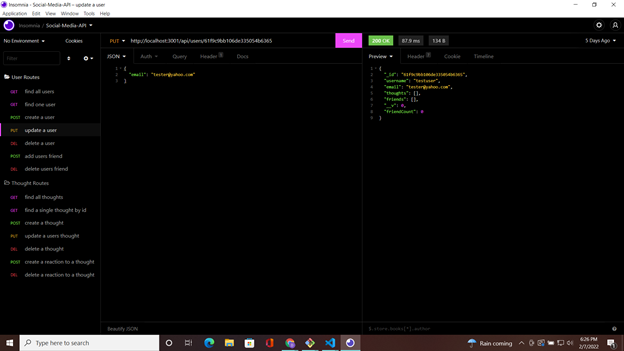 Insomnia – Social-Media-API – update a user
Application File Edit View Window Tools Help
Insomnia / Social-Media-API
No Environment Cookies
PUT http://localhost:3001/api/users/61f9c9bb106de335054b6365 Send
200 OK 87.9 ms 134 B 5 Days Ago
Filter
JSON Auth Query Header Docs
Preview Header Cookie Timeline
User Routes
GET find all users
GET find one user
POST create a user
PUT update a user
DEL delete a user
POST add users friend
DEL delete users friend
Thought Routes
GET find all thoughts
GET find a single thought by id
POST create a thought
PUT update a users thought
DEL delete a thought
POST create a reaction to a thought
DEL delete a reaction to a thought
1 {
2 "email": "tester@yahoo.com"
3 }
1 {
2 "_id": "61f9c9bb106de335054b6365",
3 "username": "testuser",
4 "email": "tester@yahoo.com",
5 "thoughts": [],
6 "friends": [],
7 "__v": 0,
8 "friendCount": 0
9 }
Beautify JSON
$.store.books[*].author
Type here to search
Rain coming
6:26 PM
2/7/2022